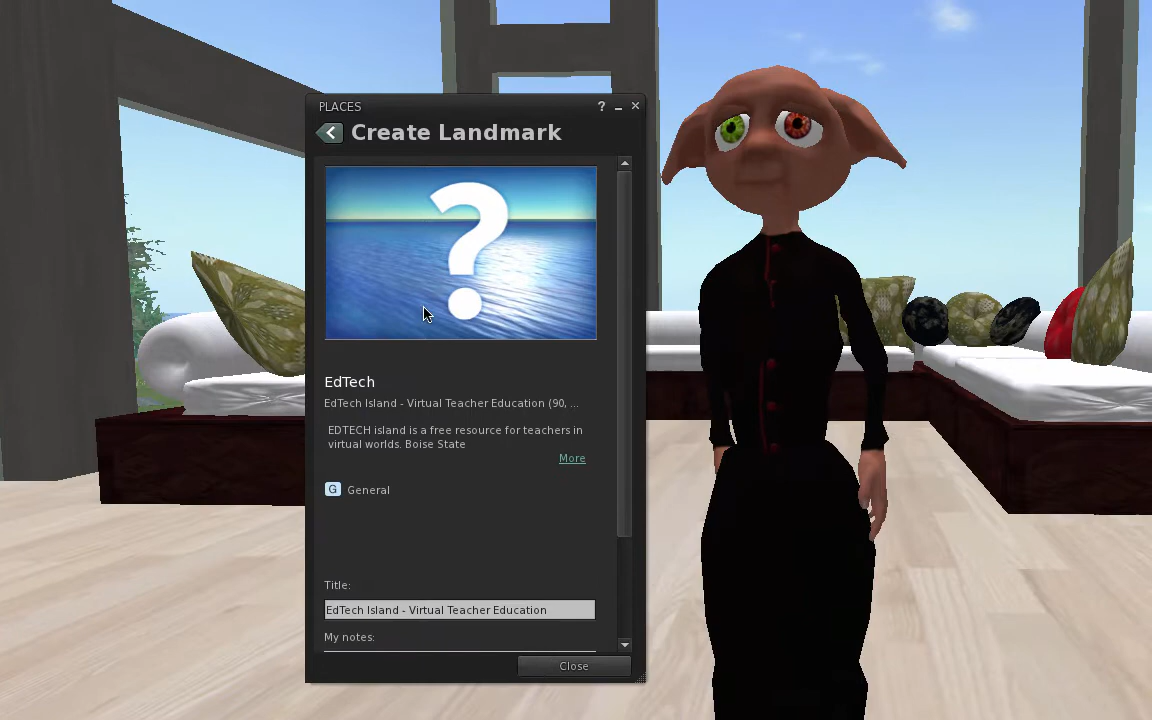 PLACES
?
Create Landmark
?
EdTech
EdTech Island - Virtual Teacher Education (90, ...
EDTECH island is a free resource for teachers in
virtual worlds. Boise State
More
G General
Title:
EdTech Island - Virtual Teacher Education
My notes:
Close